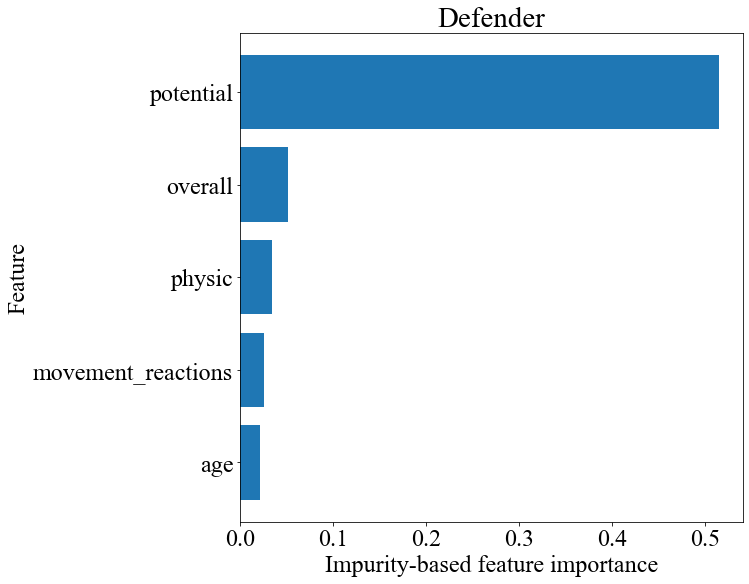 Defender
Feature
potential
overall
physic
movement_reactions
age
0.0 0.1 0.2 0.3 0.4 0.5
Impurity-based feature importance